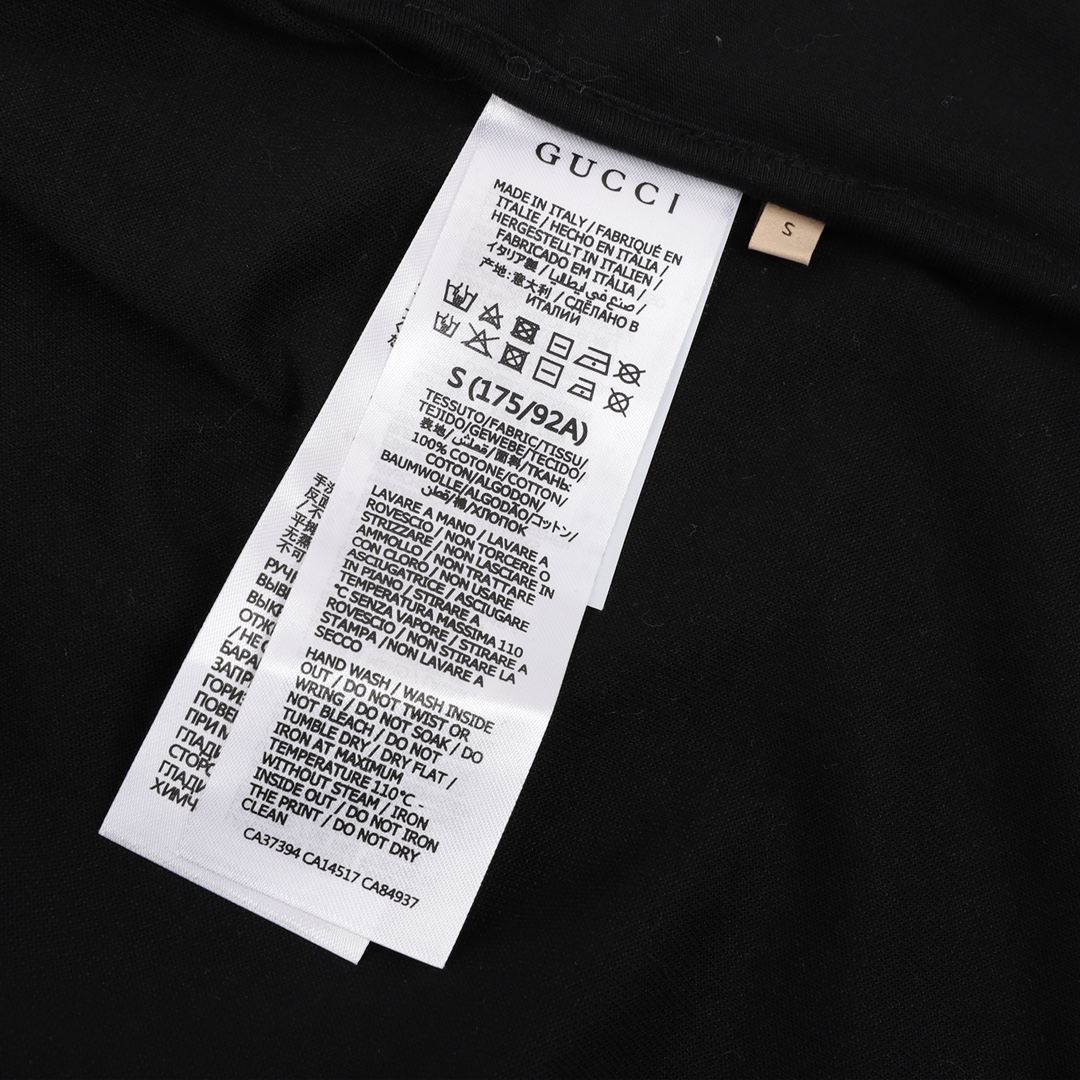 GUCCI
MADE IN ITALY / FABRIQUÉ EN
ITALIE / HECHO EN ITALIA /
HERGESTELLT IN ITALIEN /
FABRICADO EM ITÁLIA /
イタリア製 / صنع في إيطاليا /
产地:意大利 / СДЕЛАНО В
ИТАЛИИ
S
S (175/92A)
TESSUTO/FABRIC/TISSU/
TEJIDO/GEWEBE/TECIDO/
表地/قماش/面料/ТКАНЬ:
100% COTONE/COTTON/
COTON/ALGODON/
BAUMWOLLE/ALGODÃO/コットン/
قطن/棉/ХЛОПОК
LAVARE A MANO / LAVARE A
ROVESCIO / NON TORCERE O
STRIZZARE / NON LASCIARE IN
AMMOLLO / NON TRATTARE
CON CLORO / NON USARE
ASCIUGATRICE / ASCIUGARE
IN PIANO / STIRARE A
TEMPERATURA MASSIMA 110
°C SENZA VAPORE / STIRARE A
ROVESCIO / NON STIRARE LA
STAMPA / NON LAVARE A
SECCO
HAND WASH / WASH INSIDE
OUT / DO NOT TWIST OR
WRING / DO NOT SOAK / DO
NOT BLEACH / DO NOT
TUMBLE DRY / DRY FLAT /
IRON AT MAXIMUM
TEMPERATURE 110°C -
WITHOUT STEAM / IRON
INSIDE OUT / DO NOT IRON
THE PRINT / DO NOT DRY
CLEAN
CA37394 CA14517 CA84937